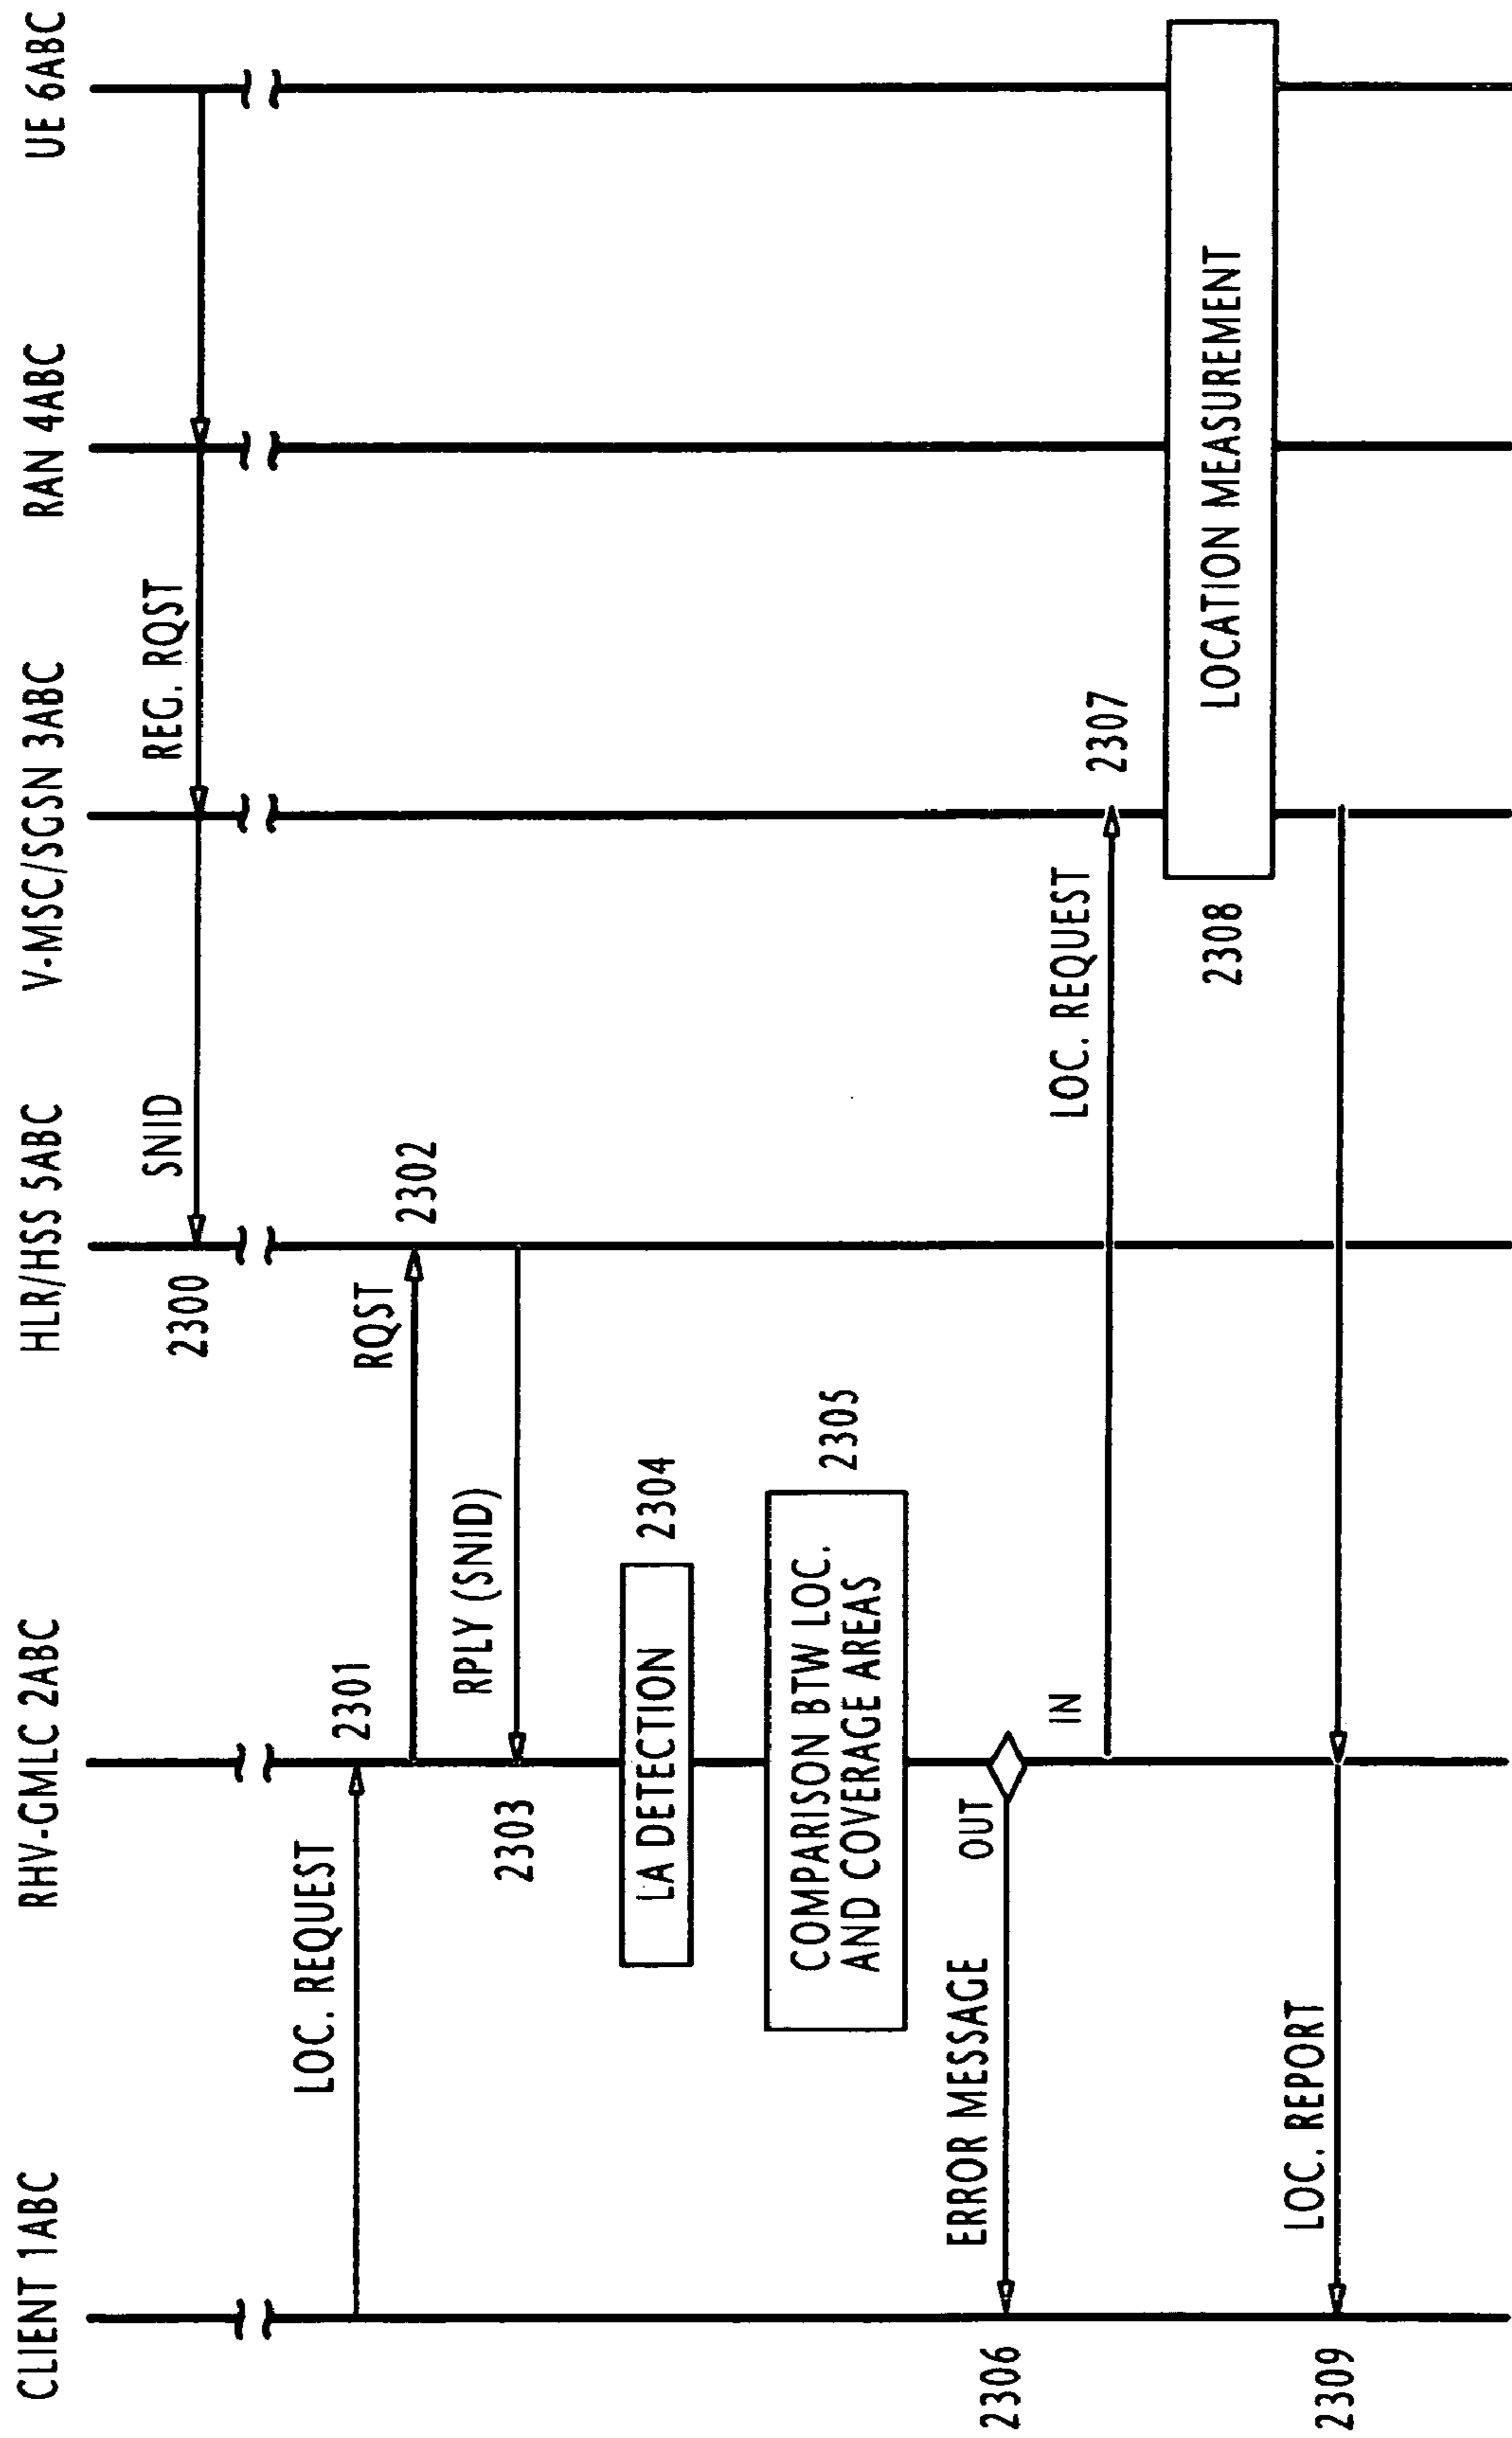 CLIENT 1ABC
RHV-GMLC 2ABC
HLR/HSS 5ABC
V-MSC/SGSN 3ABC
RAN 4ABC
UE 6ABC
SNID
REG. RQST
2300
LOC. REQUEST
2301
RQST
2302
RPLY (SNID)
2303
LA DETECTION
2304
COMPARISON BTW LOC.
AND COVERAGE AREAS
2305
ERROR MESSAGE
OUT
2306
IN
LOC. REQUEST
2307
2308
LOCATION MEASUREMENT
LOC. REPORT
2309